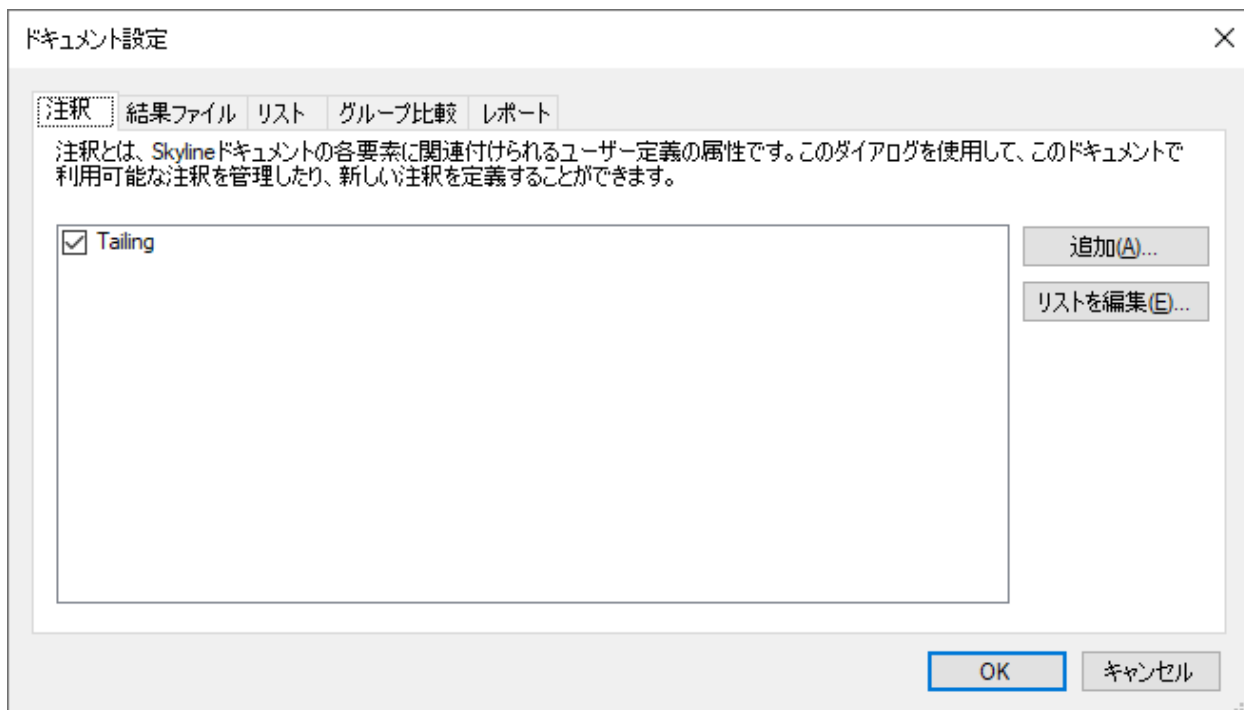 ドキュメント設定
注釈 結果ファイル リスト グループ比較 レポート
注釈とは、Skylineドキュメントの各要素に関連付けられるユーザー定義の属性です。このダイアログを使用して、このドキュメントで
利用可能な注釈を管理したり、新しい注釈を定義することができます。
Tailing
追加(A)...
リストを編集(E)...
OK キャンセル